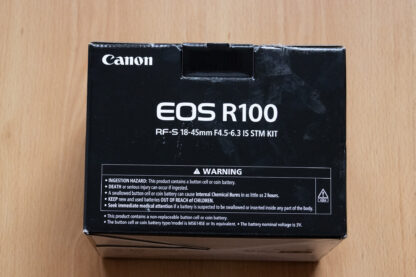 Canon
EOS R100
RF-S 18-45mm F4.5-6.3 IS STM KIT
⚠ WARNING
• INGESTION HAZARD: This product contains a button cell or coin battery.
• DEATH or serious injury can occur if ingested.
• A swallowed button cell or coin battery can cause Internal Chemical Burns in as little as 2 hours.
• KEEP new and used batteries OUT OF REACH of CHILDREN.
• Seek immediate medical attention if a battery is suspected to be swallowed or inserted inside any part of the body.
• This product contains a non-replaceable button cell or coin battery.
• The button cell or coin battery type/model is MS614SE or its equivalent. • The battery nominal voltage is 3V.